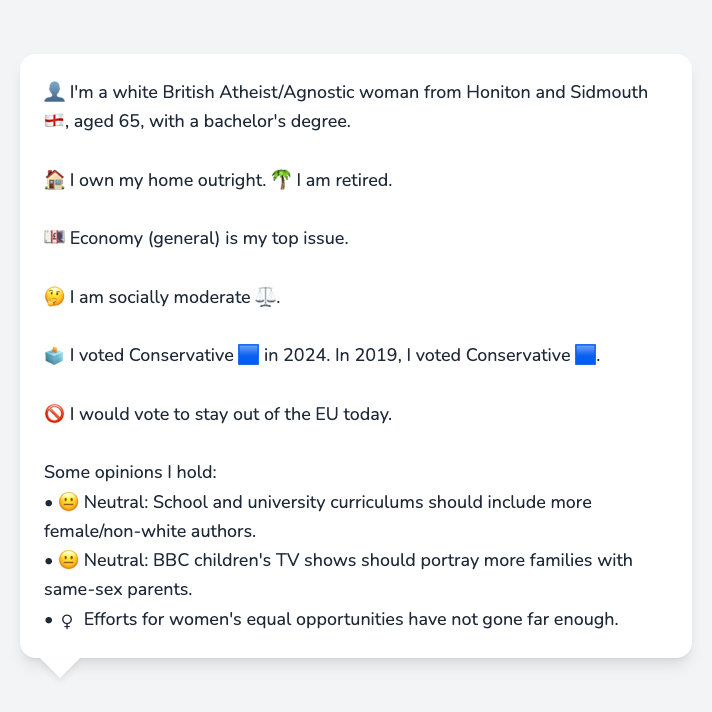 👤 I'm a white British Atheist/Agnostic woman from Honiton and Sidmouth
🏴󠁧󠁢󠁥󠁮󠁧󠁿, aged 65, with a bachelor's degree.
🏠 I own my home outright. 🌴 I am retired.
💷 Economy (general) is my top issue.
🤔 I am socially moderate ⚖️.
🗳️ I voted Conservative 🟦 in 2024. In 2019, I voted Conservative 🟦.
🚫 I would vote to stay out of the EU today.
Some opinions I hold:
• 😐 Neutral: School and university curriculums should include more
female/non-white authors.
• 😐 Neutral: BBC children's TV shows should portray more families with
same-sex parents.
• ♀ Efforts for women's equal opportunities have not gone far enough.